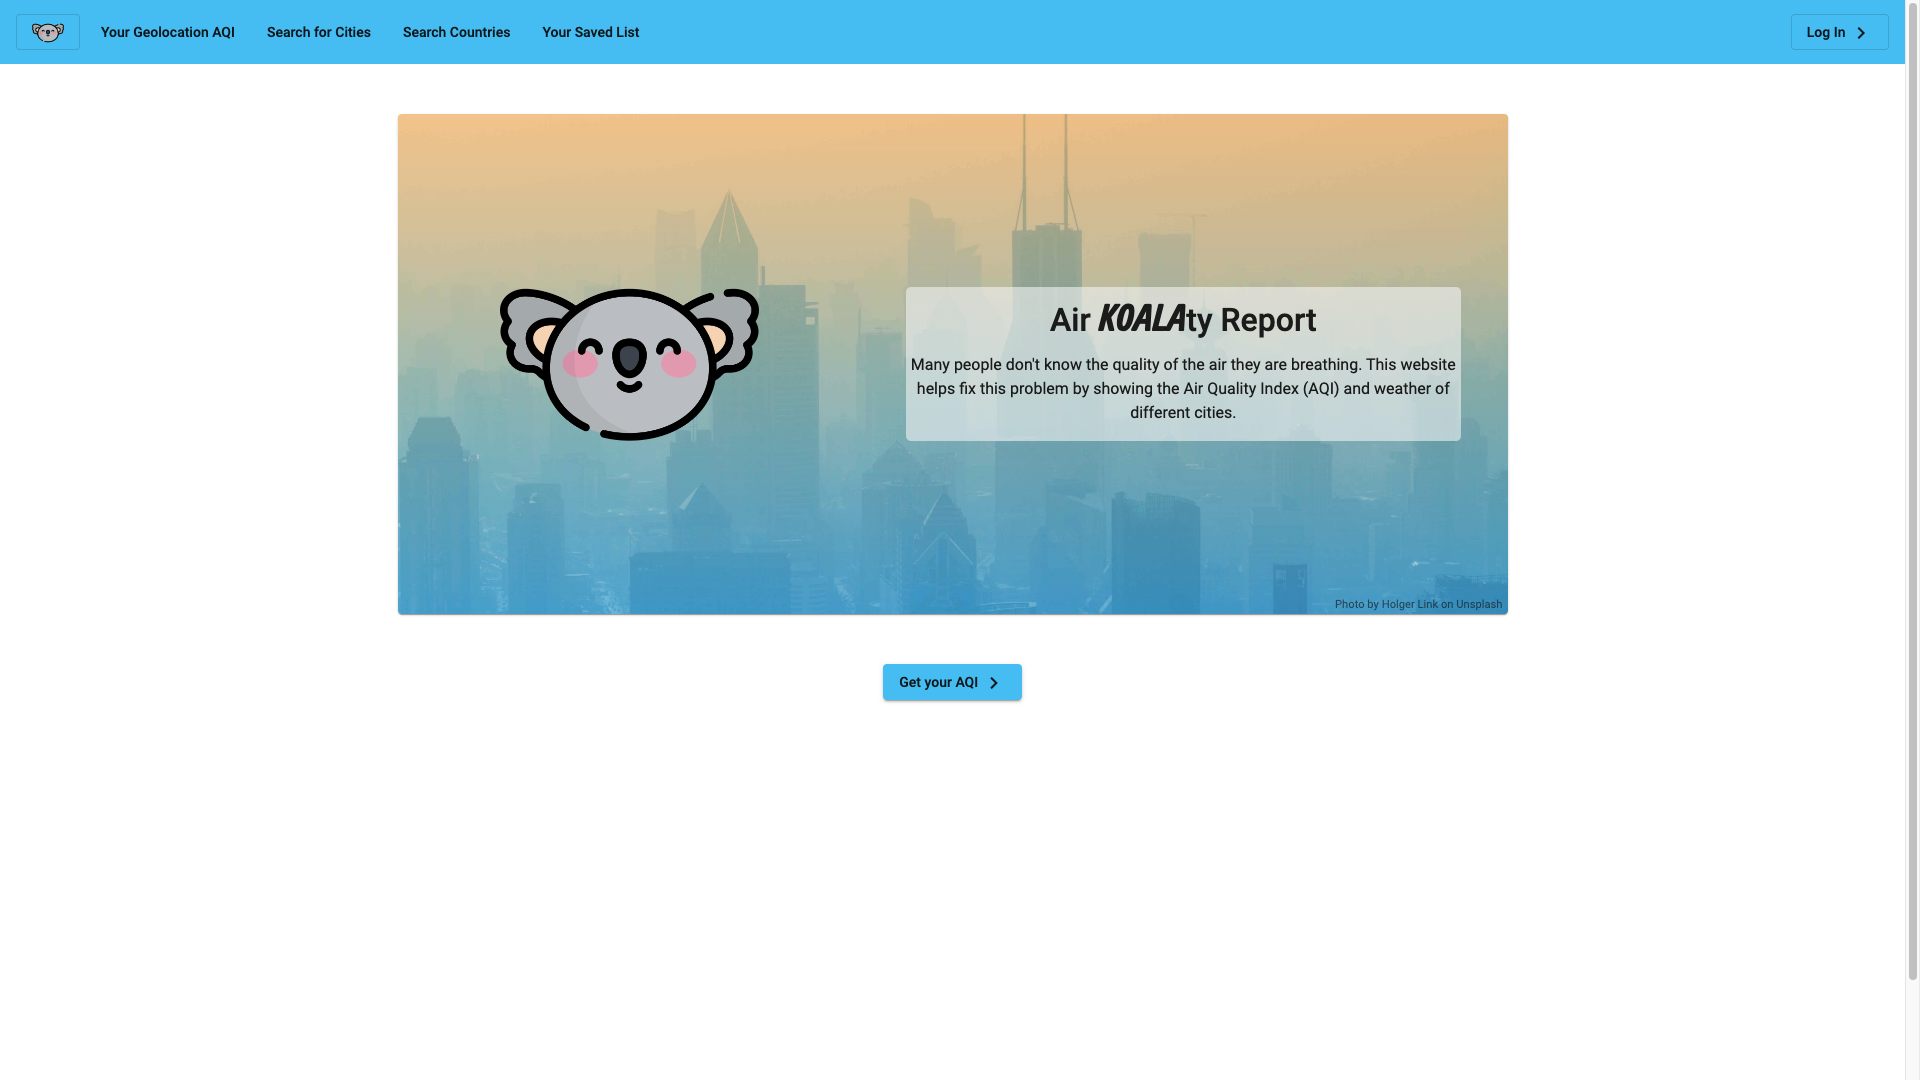 Your Geolocation AQI
Search for Cities
Search Countries
Your Saved List
Log In
Air KOALAty Report
Many people don't know the quality of the air they are breathing. This website
helps fix this problem by showing the Air Quality Index (AQI) and weather of
different cities.
Photo by Holger Link on Unsplash
Get your AQI